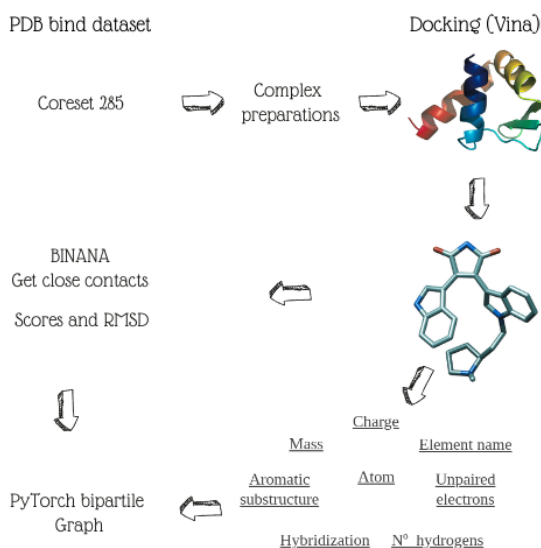 PDB bind dataset
Docking (Vina)
Coreset 285
Complex
preparations
BINANA
Get close contacts
Scores and RMSD
Charge
Mass
Element name
Aromatic
substructure
Atom
Unpaired
electrons
PyTorch bipartile
Graph
Hybridization
Nº hydrogens